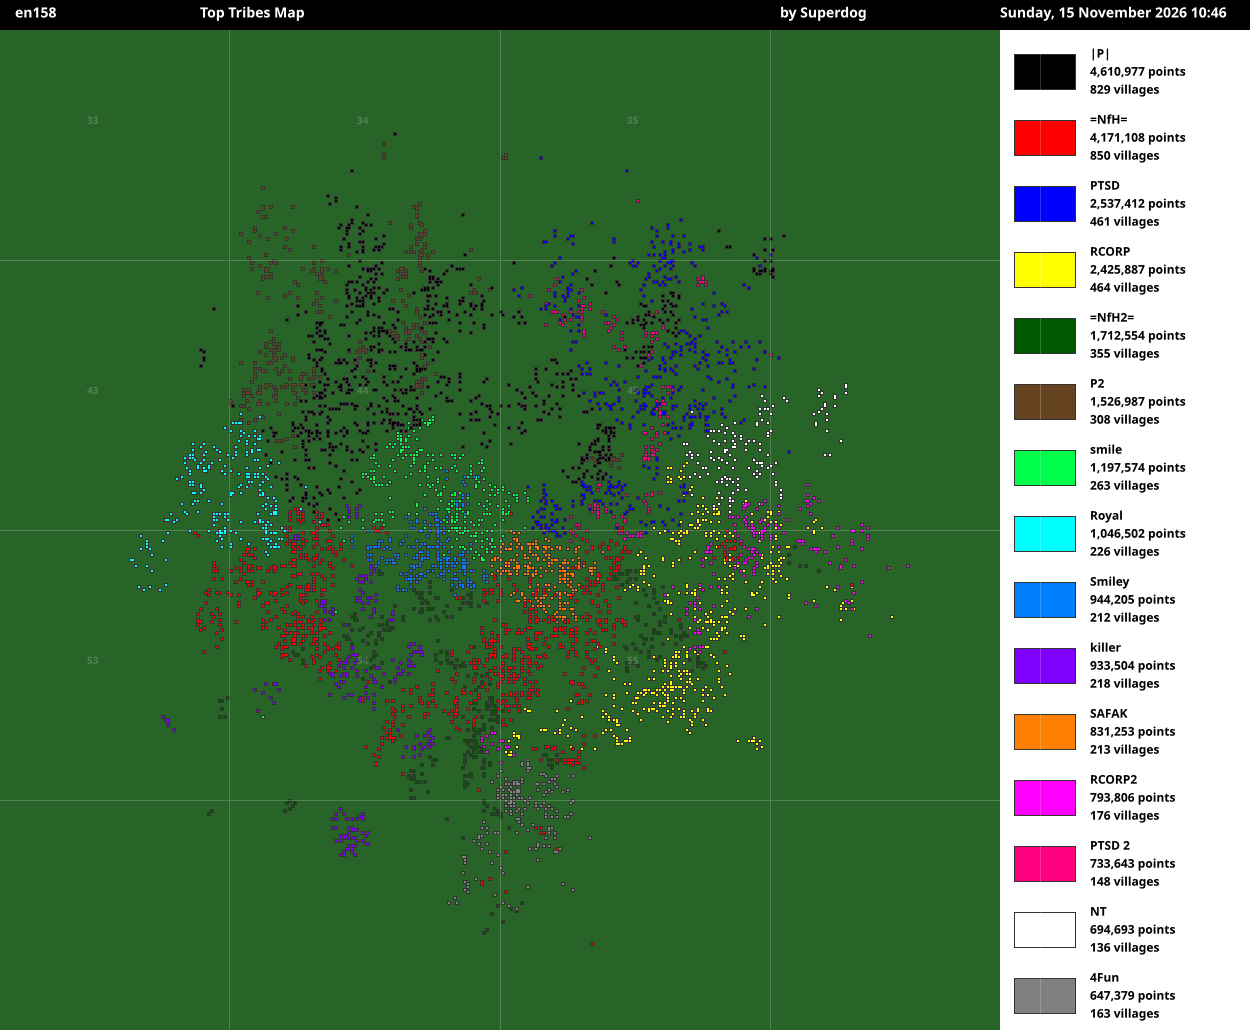 en158 Top Tribes Map by Superdog Sunday, 15 November 2026 10:46
33 34 35
43 44 45
53 54 55
|P|
4,610,977 points
829 villages
=NfH=
4,171,108 points
850 villages
PTSD
2,537,412 points
461 villages
RCORP
2,425,887 points
464 villages
=NfH2=
1,712,554 points
355 villages
P2
1,526,987 points
308 villages
smile
1,197,574 points
263 villages
Royal
1,046,502 points
226 villages
Smiley
944,205 points
212 villages
killer
933,504 points
218 villages
SAFAK
831,253 points
213 villages
RCORP2
793,806 points
176 villages
PTSD 2
733,643 points
148 villages
NT
694,693 points
136 villages
4Fun
647,379 points
163 villages